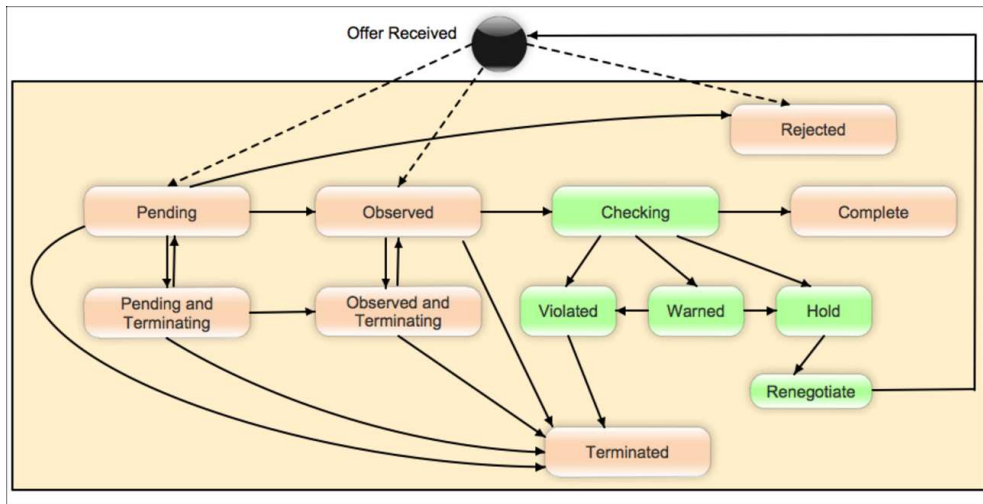 Offer Received
Rejected
Pending
Observed
Checking
Complete
Pending and
Terminating
Observed and
Terminating
Violated
Warned
Hold
Renegotiate
Terminated